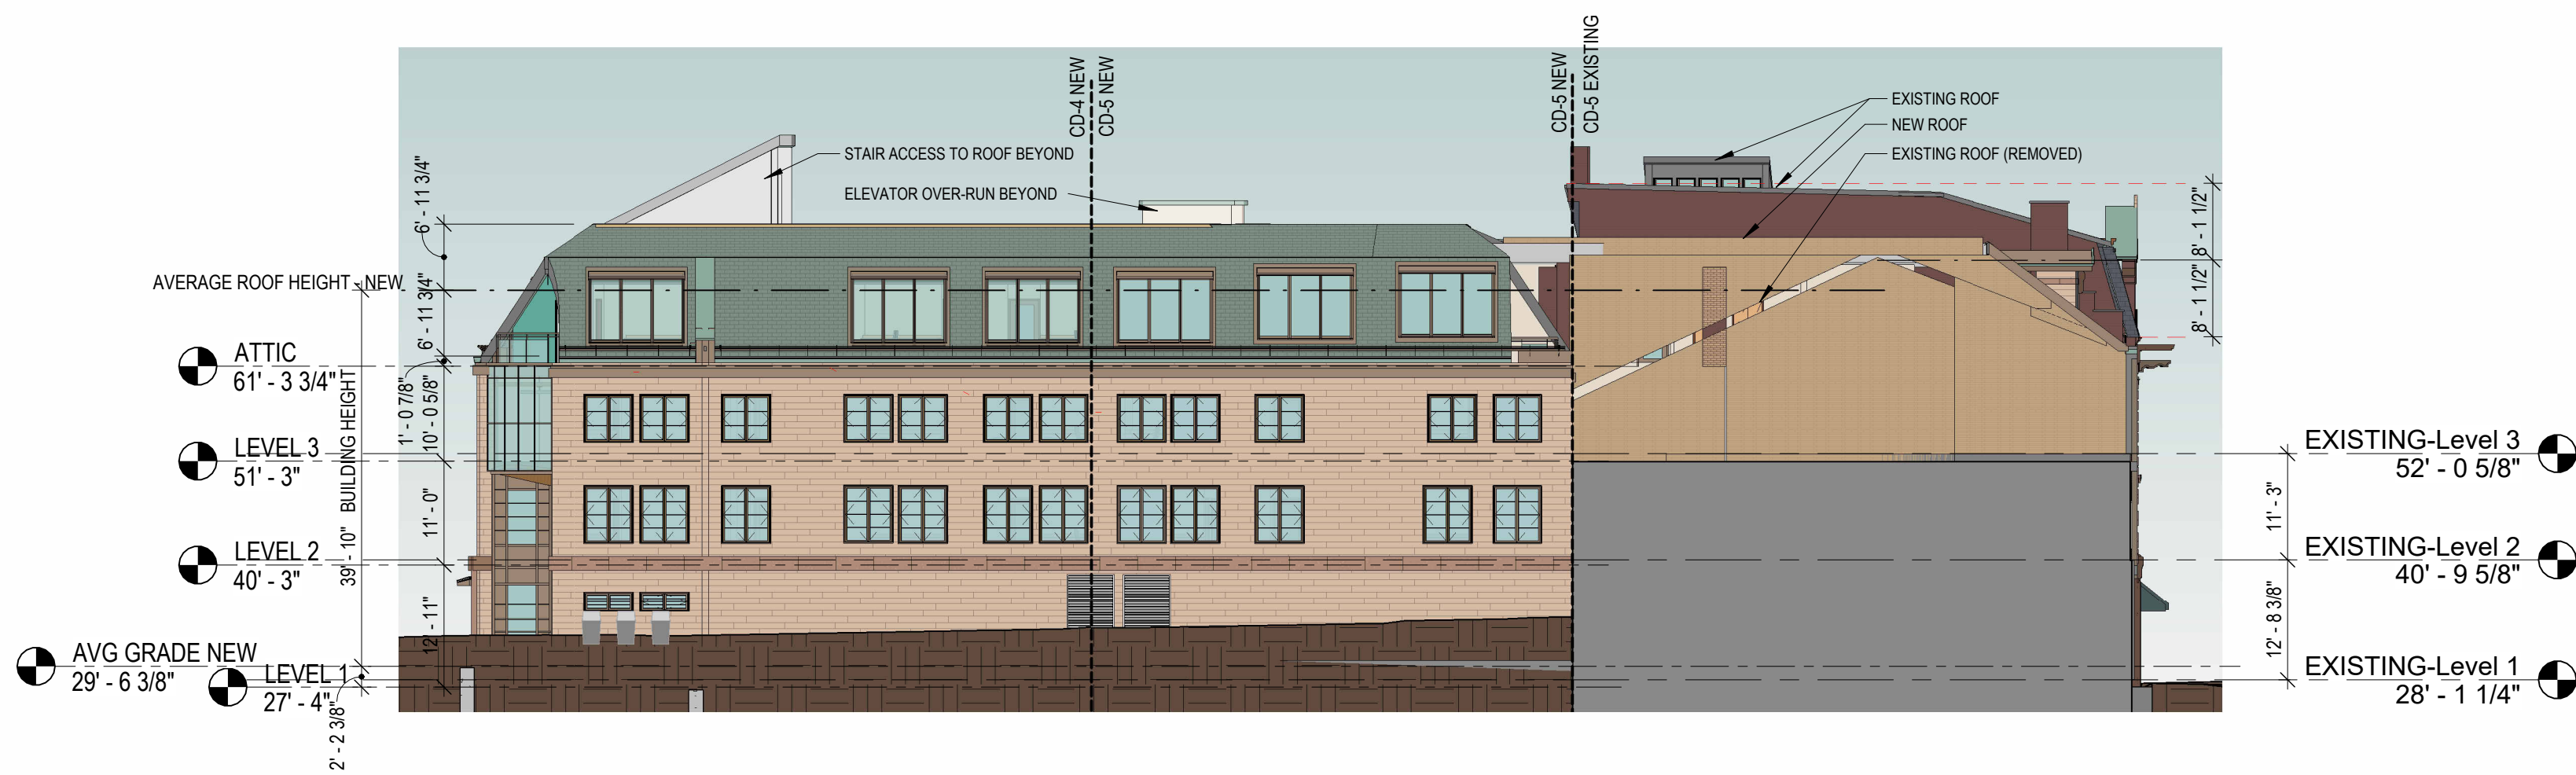 CD-4 NEW
CD-5 NEW
CD-5 NEW
CD-5 EXISTING
EXISTING ROOF
NEW ROOF
EXISTING ROOF (REMOVED)
STAIR ACCESS TO ROOF BEYOND
ELEVATOR OVER-RUN BEYOND
6' - 11 3/4"
6' - 11 3/4"
1' - 0 7/8"
10' - 0 5/8"
11' - 0"
12' - 11"
AVERAGE ROOF HEIGHT - NEW
39' - 10" BUILDING HEIGHT
2' - 2 3/8"
ATTIC
61' - 3 3/4"
LEVEL 3
51' - 3"
LEVEL 2
40' - 3"
AVG GRADE NEW
29' - 6 3/8"
LEVEL 1
27' - 4"
8' - 1 1/2"
8' - 1 1/2"
EXISTING-Level 3
52' - 0 5/8"
11' - 3"
EXISTING-Level 2
40' - 9 5/8"
12' - 8 3/8"
EXISTING-Level 1
28' - 1 1/4"